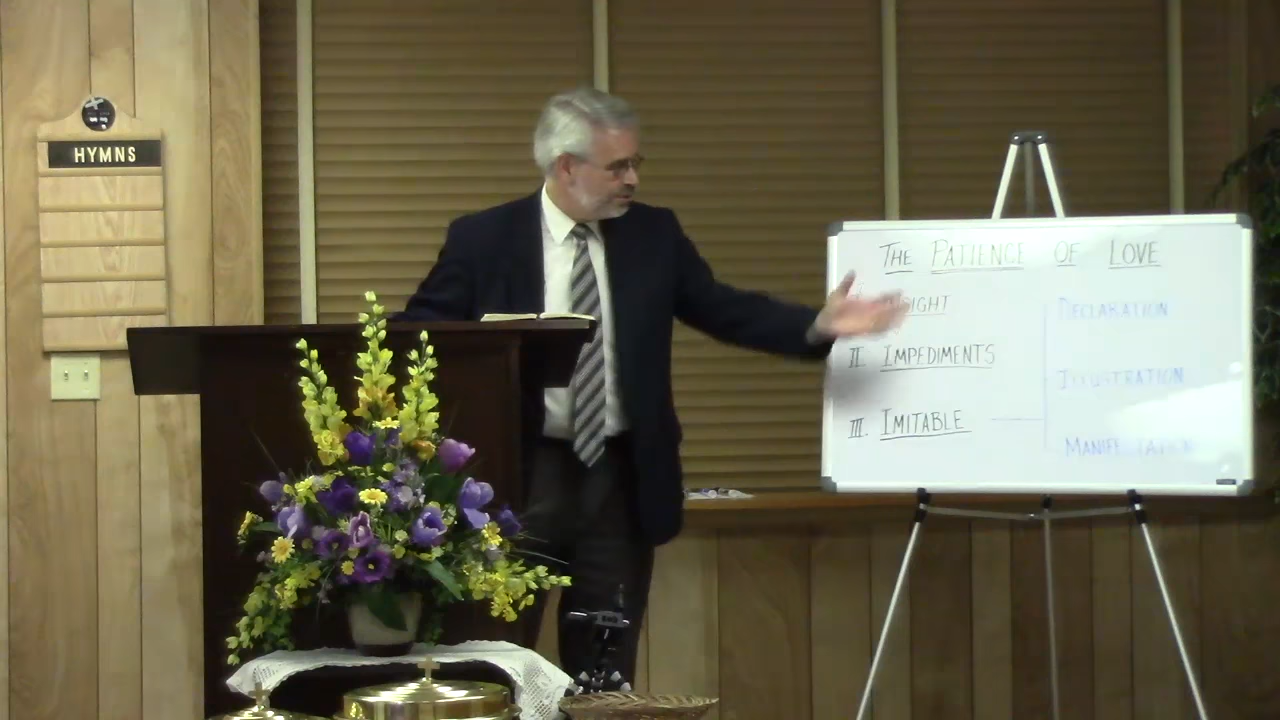 HYMNS
THE PATIENCE OF LOVE
II. IMPEDIMENTS
III. IMITABLE
DECLARATION
ILLUSTRATION